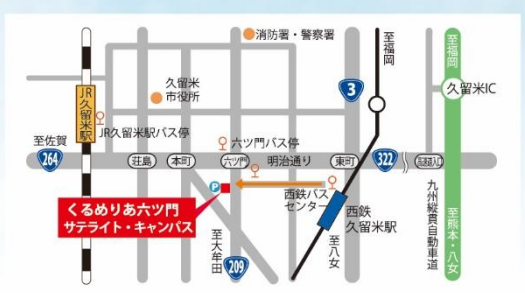 消防署・警察署
至福岡
至福岡
3
久留米
市役所
久留米IC
JR久留米駅
JR久留米駅バス停
六ツ門バス停
至佐賀
264
荘島
本町
六ツ門
明治通り
東町
322
高速入口
P
西鉄バス
センター
くるめりあ六ツ門
サテライト・キャンパス
西鉄
久留米駅
九州縦貫自動車道
至熊本・八女
至大牟田
209
至八女